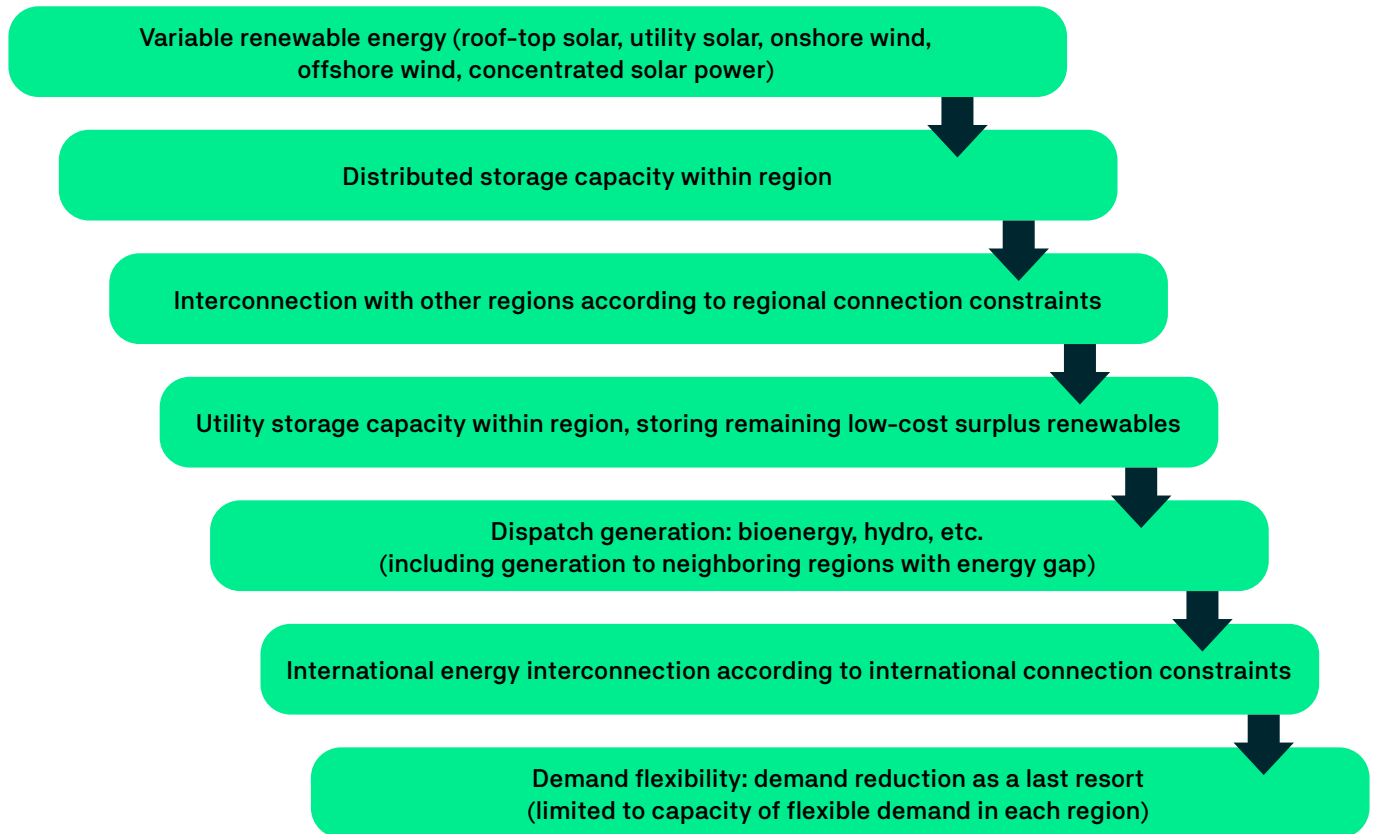 Variable renewable energy (roof-top solar, utility solar, onshore wind,
offshore wind, concentrated solar power)
Distributed storage capacity within region
Interconnection with other regions according to regional connection constraints
Utility storage capacity within region, storing remaining low-cost surplus renewables
Dispatch generation: bioenergy, hydro, etc.
(including generation to neighboring regions with energy gap)
International energy interconnection according to international connection constraints
Demand flexibility: demand reduction as a last resort
(limited to capacity of flexible demand in each region)